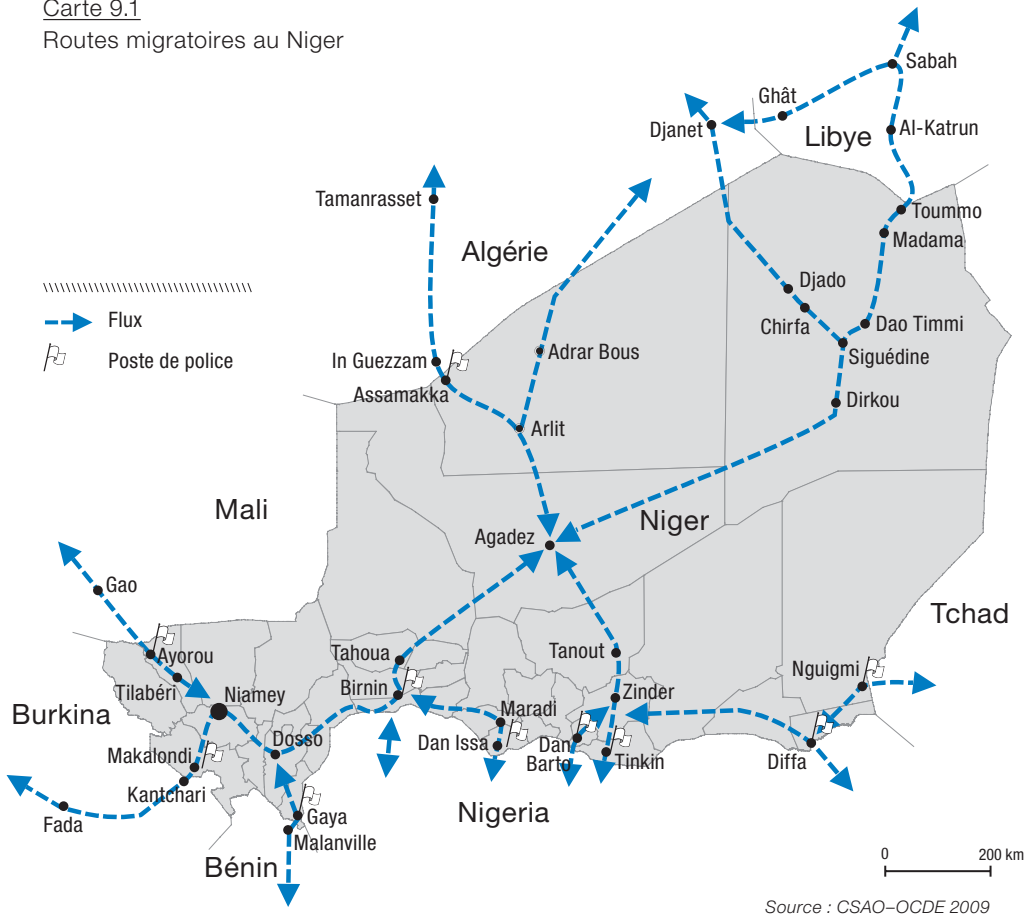 Carte 9.1
Routes migratoires au Niger
Sabah
Ghât
Djanet
Libye
Al-Katrun
Tamanrasset
Toummo
Madama
Algérie
Djado
Flux
Chirfa
Dao Timmi
Poste de police
In Guezzam
Adrar Bous
Siguédine
Assamakka
Dirkou
Arlit
Mali
Niger
Agadez
Gao
Tchad
Ayorou
Tahoua
Tanout
Nguigmi
Tilabéri
Niamey
Birnin
Zinder
Burkina
Maradi
Makalondi
Dosso
Dan Issa
Dan
Barto
Tinkin
Diffa
Kantchari
Fada
Gaya
Nigeria
Malanville
Bénin
0 200 km
Source : CSAO–OCDE 2009